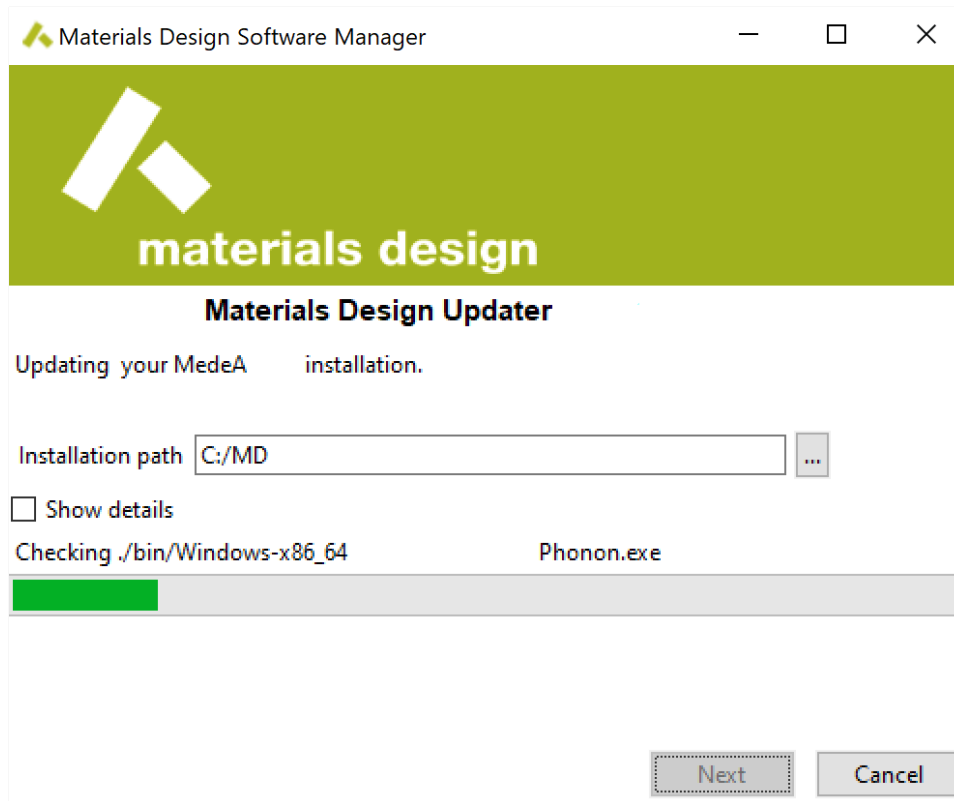 Materials Design Software Manager
materials design
Materials Design Updater
Updating your MedeA installation.
Installation path C:/MD ...
Show details
Checking ./bin/Windows-x86_64 Phonon.exe
Next Cancel